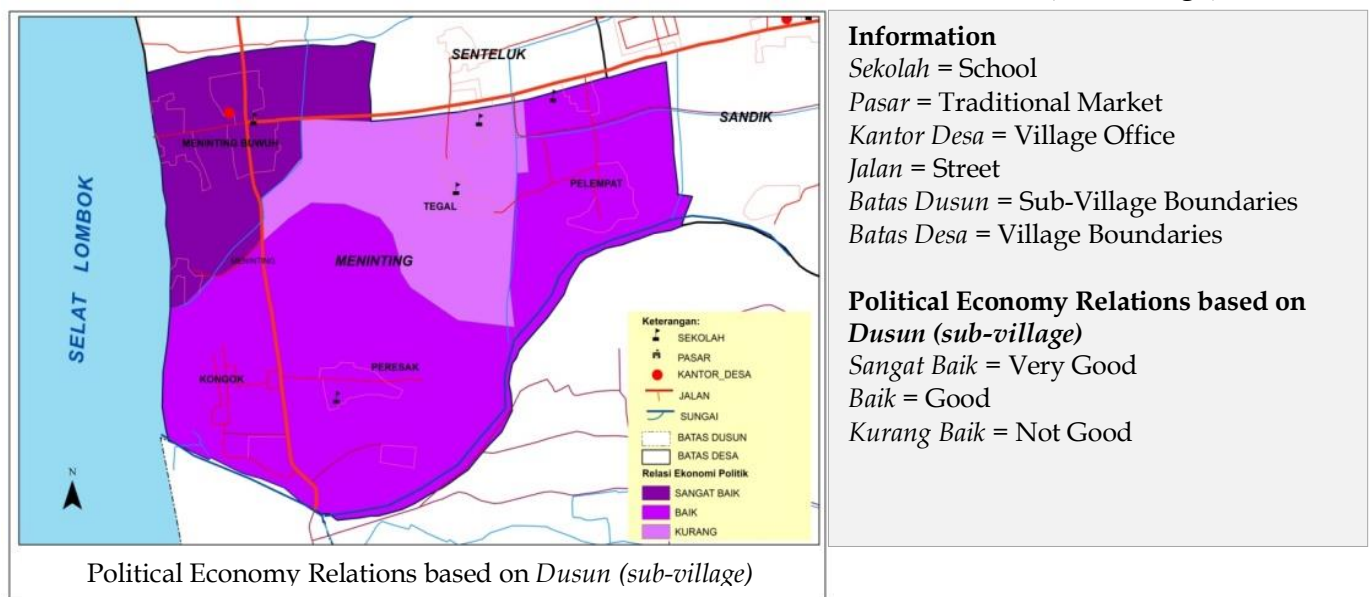 SENTELUK
SANDIK
MENINTING BUWUH
PELEMPAT
TEGAL
SELAT LOMBOK
MENINTING
MENINTING
PERESAK
KONGOK
N
Keterangan:
SEKOLAH
PASAR
KANTOR_DESA
JALAN
SUNGAI
BATAS DUSUN
BATAS DESA
Relasi Ekonomi Politik
SANGAT BAIK
BAIK
KURANG
Political Economy Relations based on Dusun (sub-village)
Information
Sekolah = School
Pasar = Traditional Market
Kantor Desa = Village Office
Jalan = Street
Batas Dusun = Sub-Village Boundaries
Batas Desa = Village Boundaries
Political Economy Relations based on
Dusun (sub-village)
Sangat Baik = Very Good
Baik = Good
Kurang Baik = Not Good